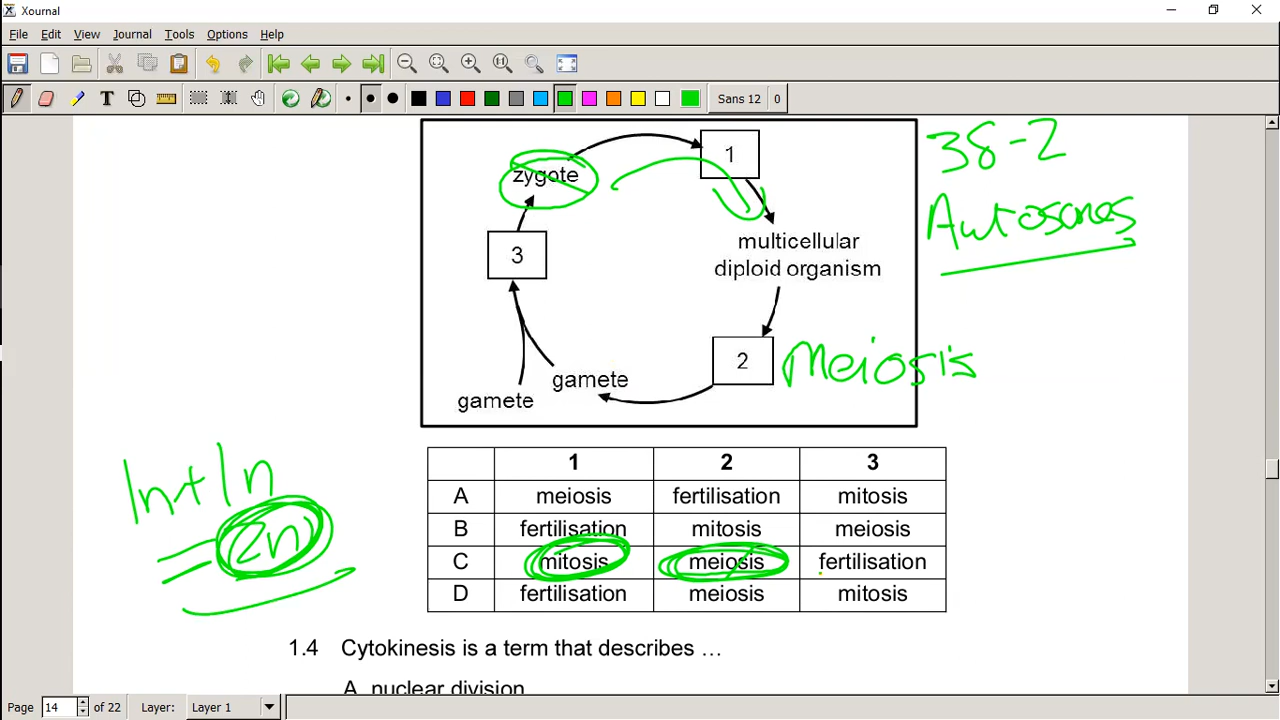 Xournal
File Edit View Journal Tools Options Help
Sans 12 0
zygote
1
38-2
Autosomes
3
multicellular
diploid organism
2
Meiosis
gamete
gamete
1n+1n
=2n
1 2 3
A meiosis fertilisation mitosis
B fertilisation mitosis meiosis
C mitosis meiosis fertilisation
D fertilisation meiosis mitosis
1.4 Cytokinesis is a term that describes …
A nuclear division
Page 14 of 22 Layer: Layer 1